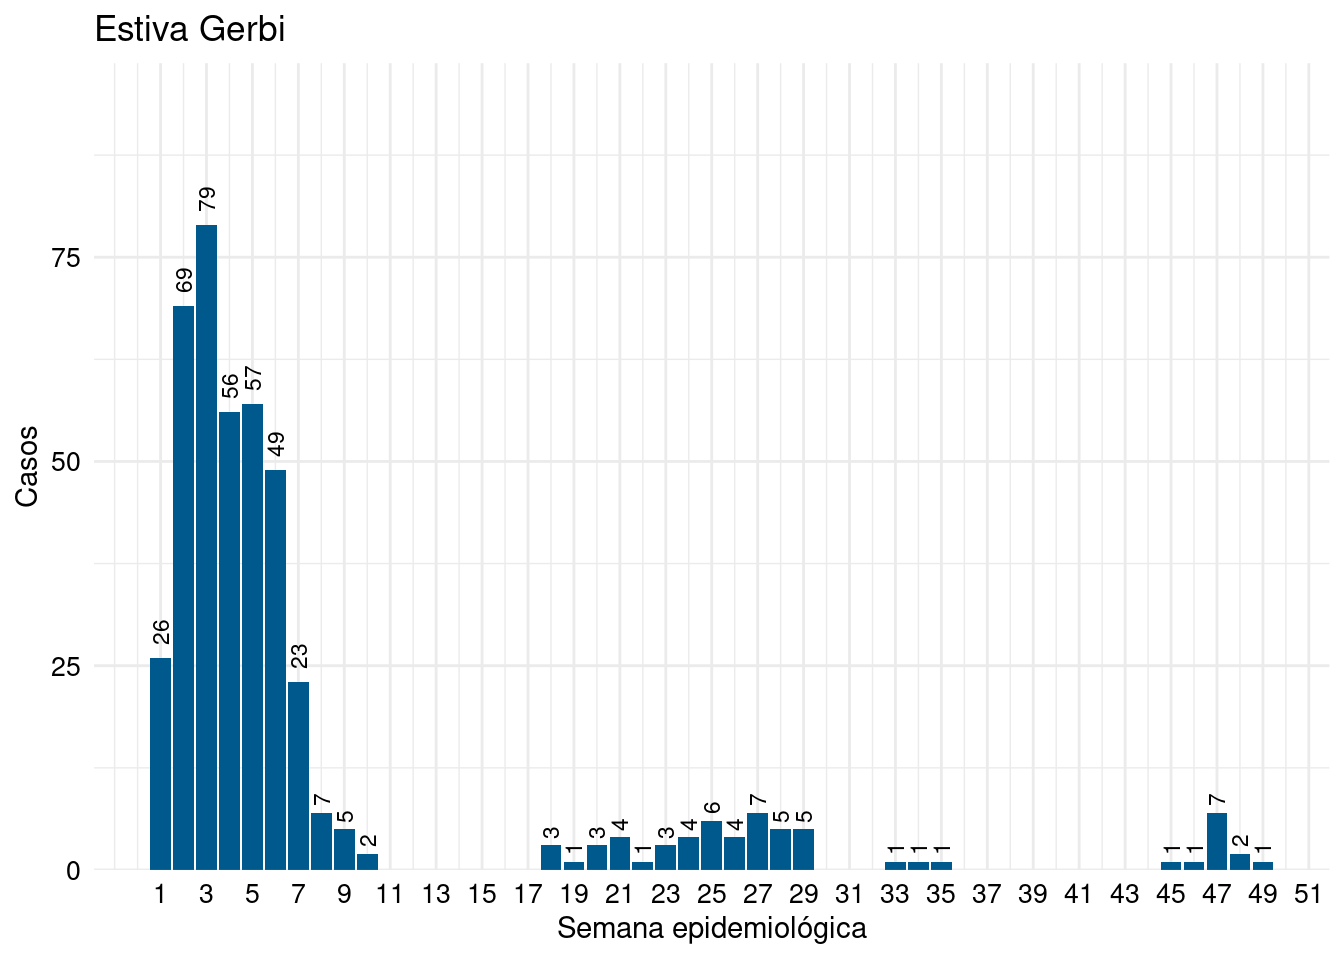 Estiva Gerbi
Casos
75
50
25
0
26 69 79 56 57 49 23 7 5 2 3 1 3 4 1 3 4 6 4 7 5 5 1 1 1 1 1 7 2 1
1 3 5 7 9 11 13 15 17 19 21 23 25 27 29 31 33 35 37 39 41 43 45 47 49 51
Semana epidemiológica